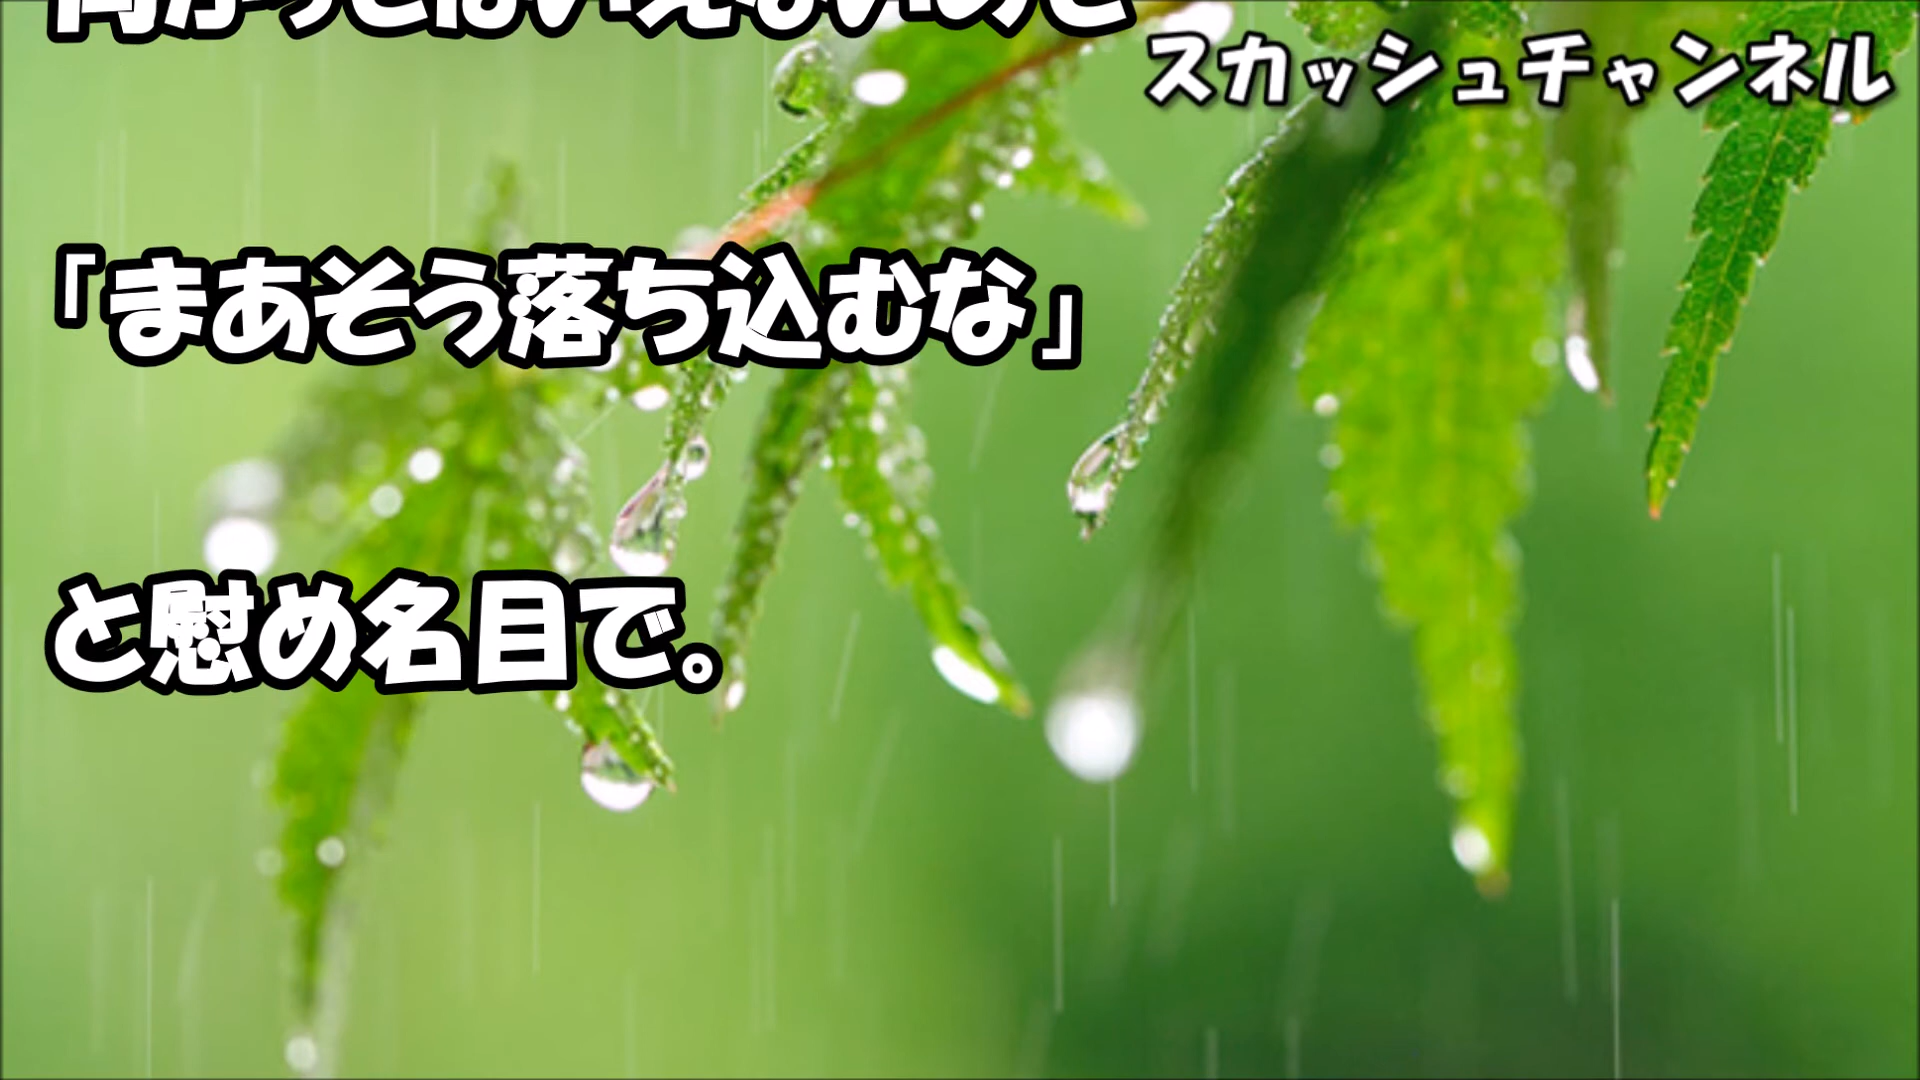 スカッシュチャンネル
「まあそう落ち込むな」
と慰め名目で。